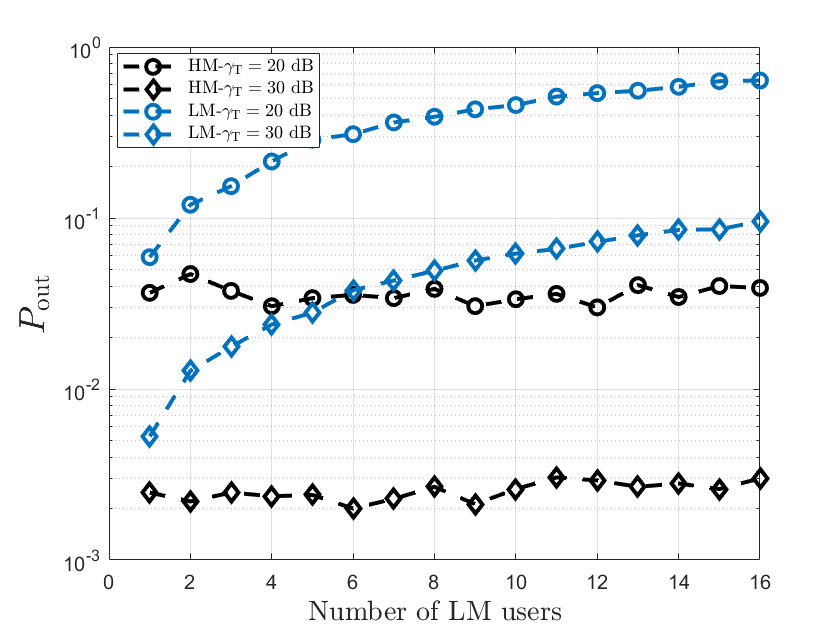 HM-γ_T = 20 dB
HM-γ_T = 30 dB
LM-γ_T = 20 dB
LM-γ_T = 30 dB
10^0
10^-1
10^-2
10^-3
P_out
0 2 4 6 8 10 12 14 16
Number of LM users